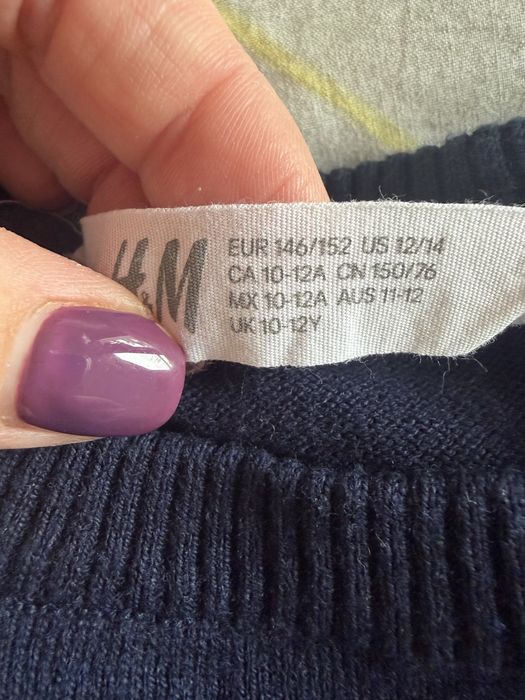 H&M
EUR 146/152 US 12/14
CA 10-12A CN 150/76
MX 10-12A AUS 11-12
UK 10-12Y